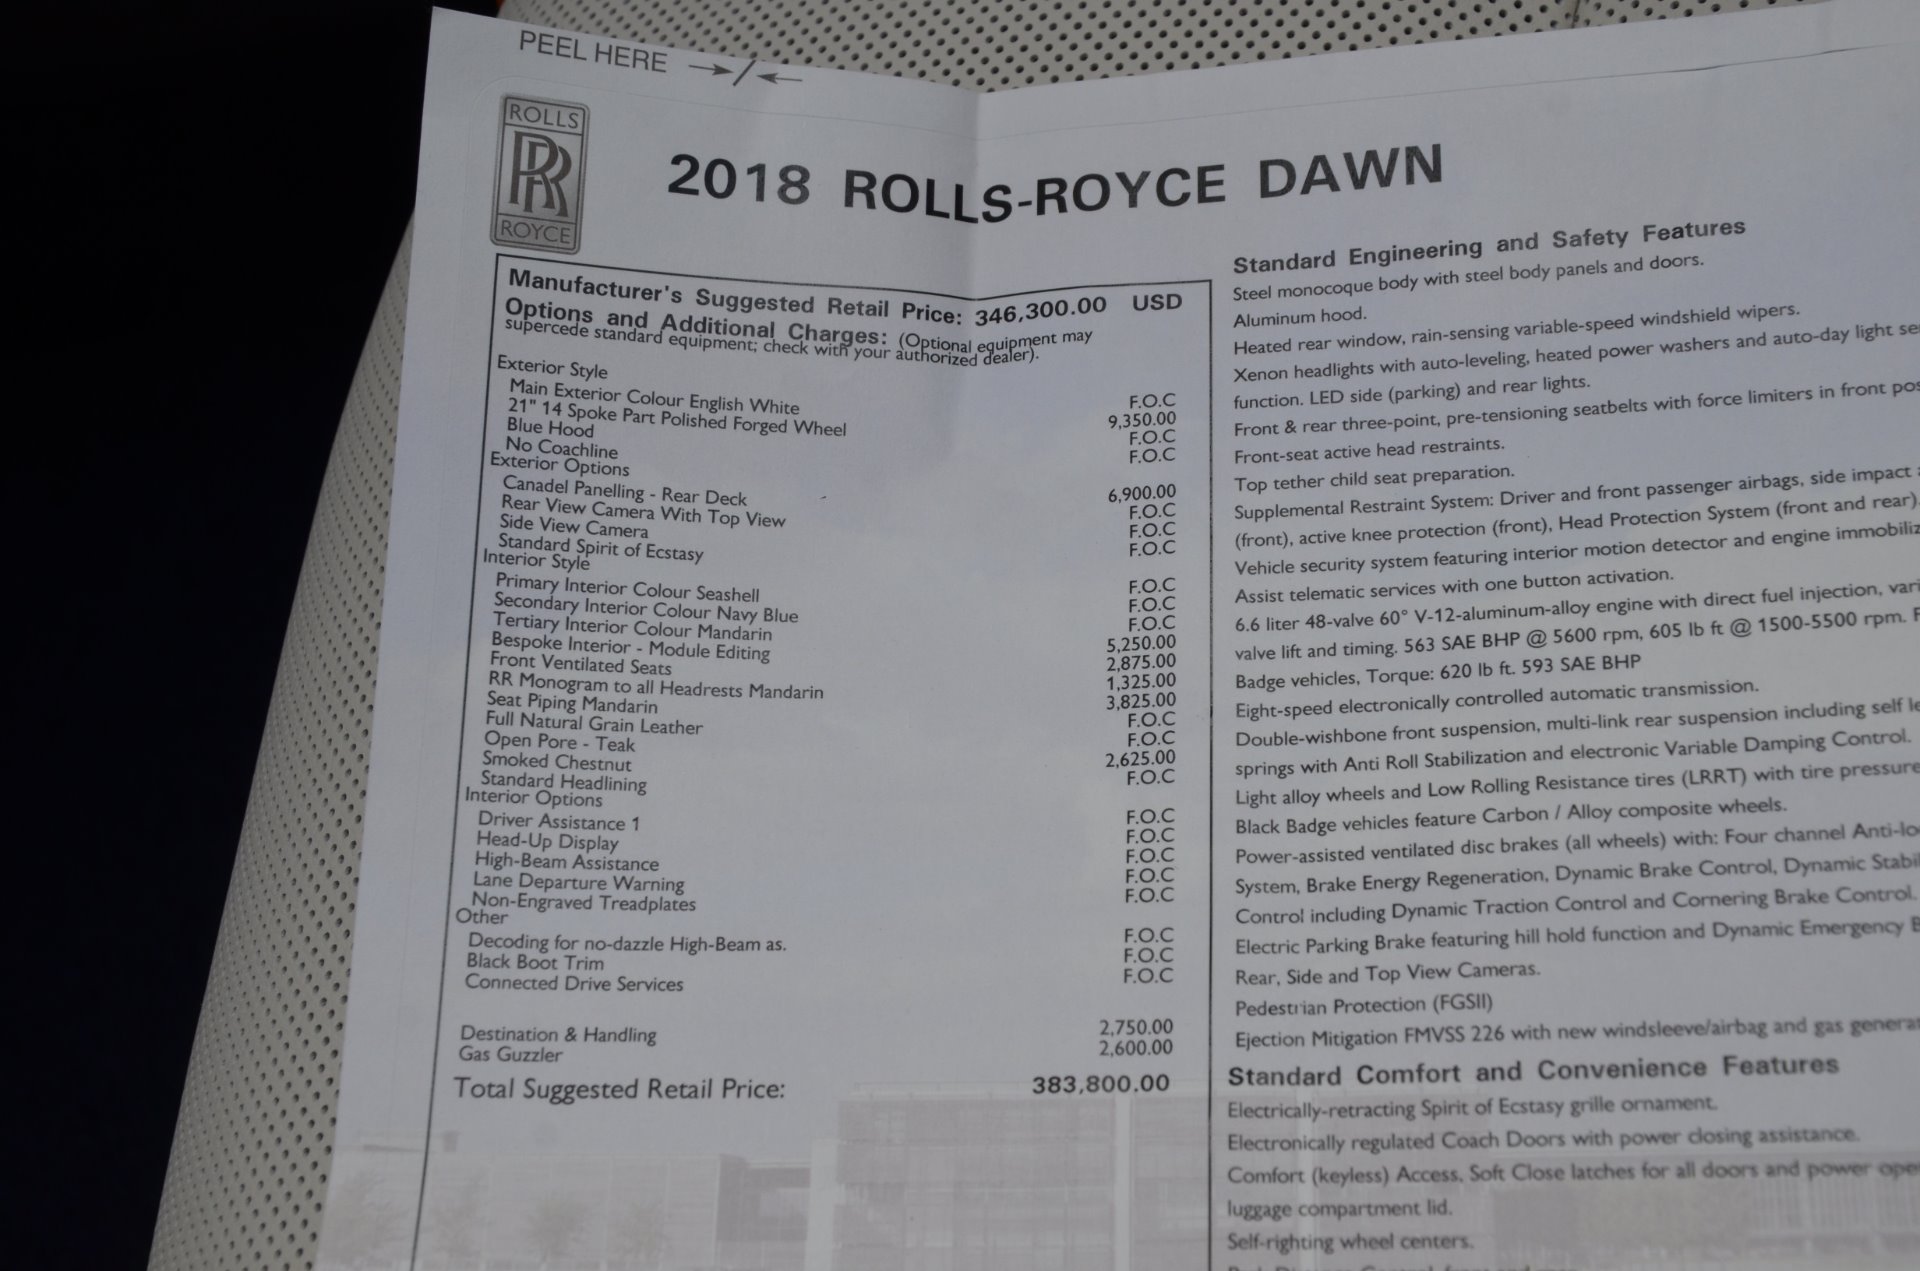 PEEL HERE →/←
ROLLS
RR
ROYCE
2018 ROLLS-ROYCE DAWN
Manufacturer's Suggested Retail Price: 346,300.00 USD
Options and Additional Charges: (Optional equipment may
supercede standard equipment; check with your authorized dealer).
Exterior Style
Main Exterior Colour English White F.O.C
21" 14 Spoke Part Polished Forged Wheel 9,350.00
Blue Hood F.O.C
No Coachline F.O.C
Exterior Options
Canadel Panelling - Rear Deck 6,900.00
Rear View Camera With Top View F.O.C
Side View Camera F.O.C
Standard Spirit of Ecstasy F.O.C
Interior Style
Primary Interior Colour Seashell F.O.C
Secondary Interior Colour Navy Blue F.O.C
Tertiary Interior Colour Mandarin F.O.C
Bespoke Interior - Module Editing 5,250.00
Front Ventilated Seats 2,875.00
RR Monogram to all Headrests Mandarin 1,325.00
Seat Piping Mandarin 3,825.00
Full Natural Grain Leather F.O.C
Open Pore - Teak F.O.C
Smoked Chestnut 2,625.00
Standard Headlining F.O.C
Interior Options
Driver Assistance 1 F.O.C
Head-Up Display F.O.C
High-Beam Assistance F.O.C
Lane Departure Warning F.O.C
Non-Engraved Treadplates F.O.C
Other
Decoding for no-dazzle High-Beam as. F.O.C
Black Boot Trim F.O.C
Connected Drive Services F.O.C
Destination & Handling 2,750.00
Gas Guzzler 2,600.00
Total Suggested Retail Price: 383,800.00
Standard Engineering and Safety Features
Steel monocoque body with steel body panels and doors.
Aluminum hood.
Heated rear window, rain-sensing variable-speed windshield wipers.
Xenon headlights with auto-leveling, heated power washers and auto-day light se
function. LED side (parking) and rear lights.
Front & rear three-point, pre-tensioning seatbelts with force limiters in front pos
Front-seat active head restraints.
Top tether child seat preparation.
Supplemental Restraint System: Driver and front passenger airbags, side impact
(front), active knee protection (front), Head Protection System (front and rear).
Vehicle security system featuring interior motion detector and engine immobiliz
Assist telematic services with one button activation.
6.6 liter 48-valve 60° V-12-aluminum-alloy engine with direct fuel injection, vari
valve lift and timing. 563 SAE BHP @ 5600 rpm, 605 lb ft @ 1500-5500 rpm. F
Badge vehicles, Torque: 620 lb ft. 593 SAE BHP
Eight-speed electronically controlled automatic transmission.
Double-wishbone front suspension, multi-link rear suspension including self le
springs with Anti Roll Stabilization and electronic Variable Damping Control.
Light alloy wheels and Low Rolling Resistance tires (LRRT) with tire pressure
Black Badge vehicles feature Carbon / Alloy composite wheels.
Power-assisted ventilated disc brakes (all wheels) with: Four channel Anti-lo
System, Brake Energy Regeneration, Dynamic Brake Control, Dynamic Stabil
Control including Dynamic Traction Control and Cornering Brake Control.
Electric Parking Brake featuring hill hold function and Dynamic Emergency B
Rear, Side and Top View Cameras.
Pedestrian Protection (FGSII)
Ejection Mitigation FMVSS 226 with new windsleeve/airbag and gas generat
Standard Comfort and Convenience Features
Electrically-retracting Spirit of Ecstasy grille ornament.
Electronically regulated Coach Doors with power closing assistance.
Comfort (keyless) Access. Soft Close latches for all doors and power ope
luggage compartment lid.
Self-righting wheel centers.